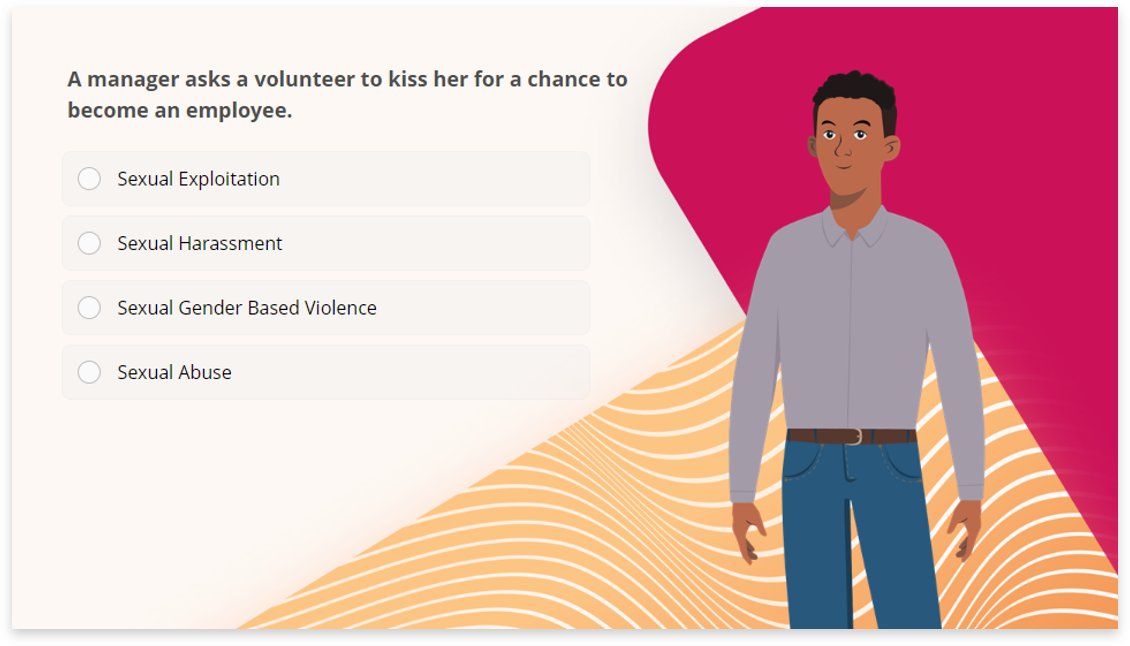 A manager asks a volunteer to kiss her for a chance to
become an employee.
Sexual Exploitation
Sexual Harassment
Sexual Gender Based Violence
Sexual Abuse